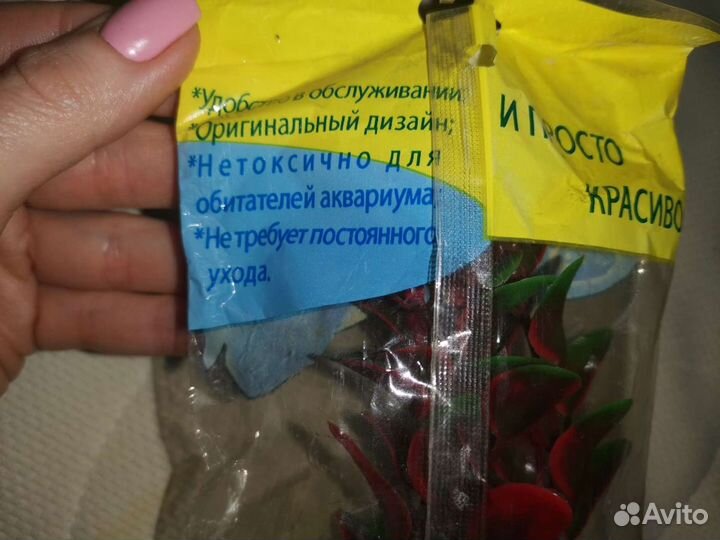 *Удобно в обслуживании;
*Оригинальный дизайн;
*Нетоксично для
обитателей аквариума;
*Не требует постоянного
ухода.
И ПРОСТО
КРАСИВО
Avito